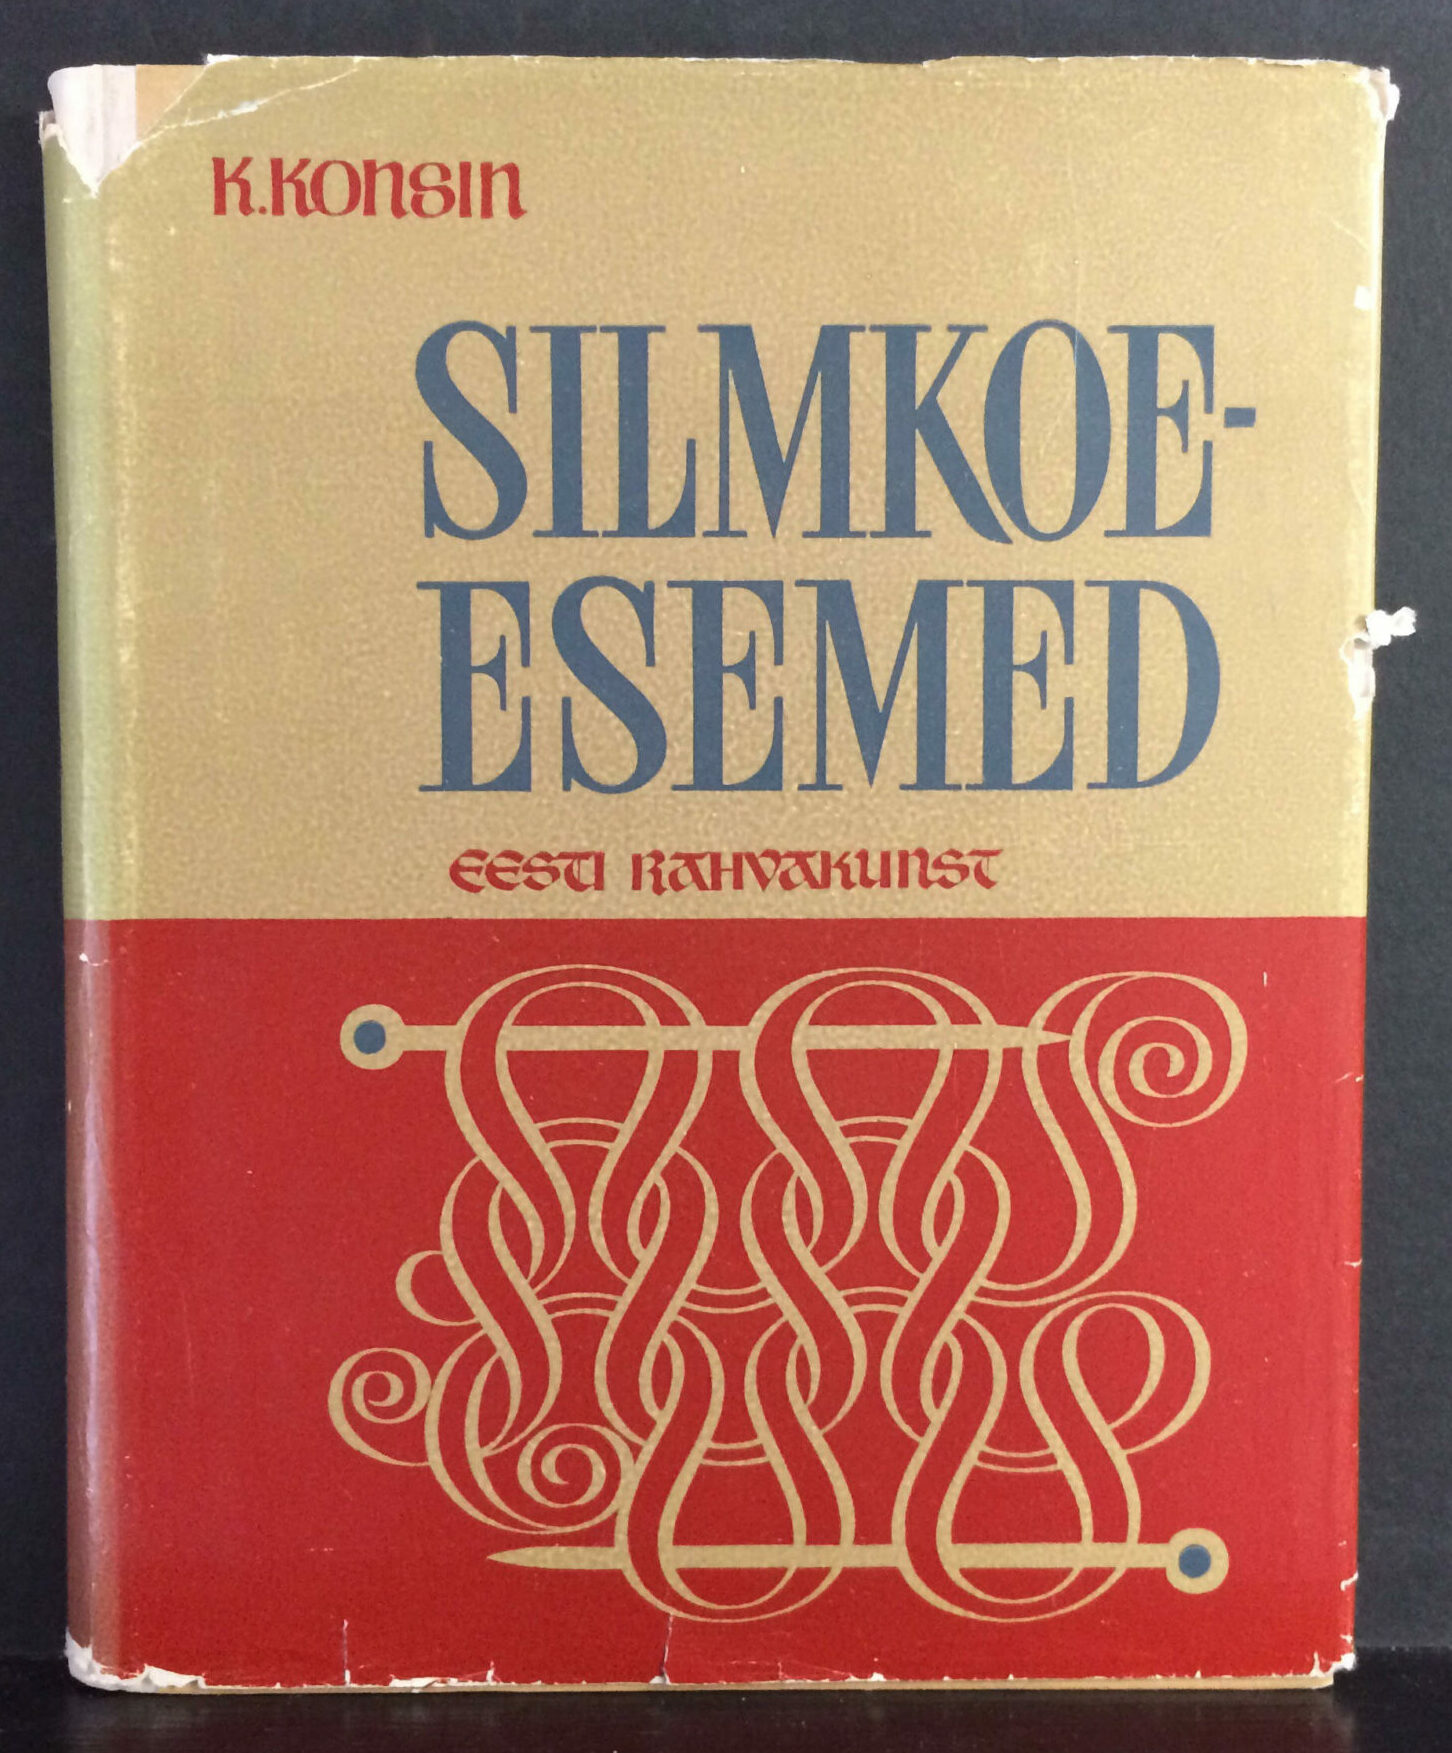 K. KONSIN
SILMKOE-
ESEMED
EESTI RAHVAKUNST